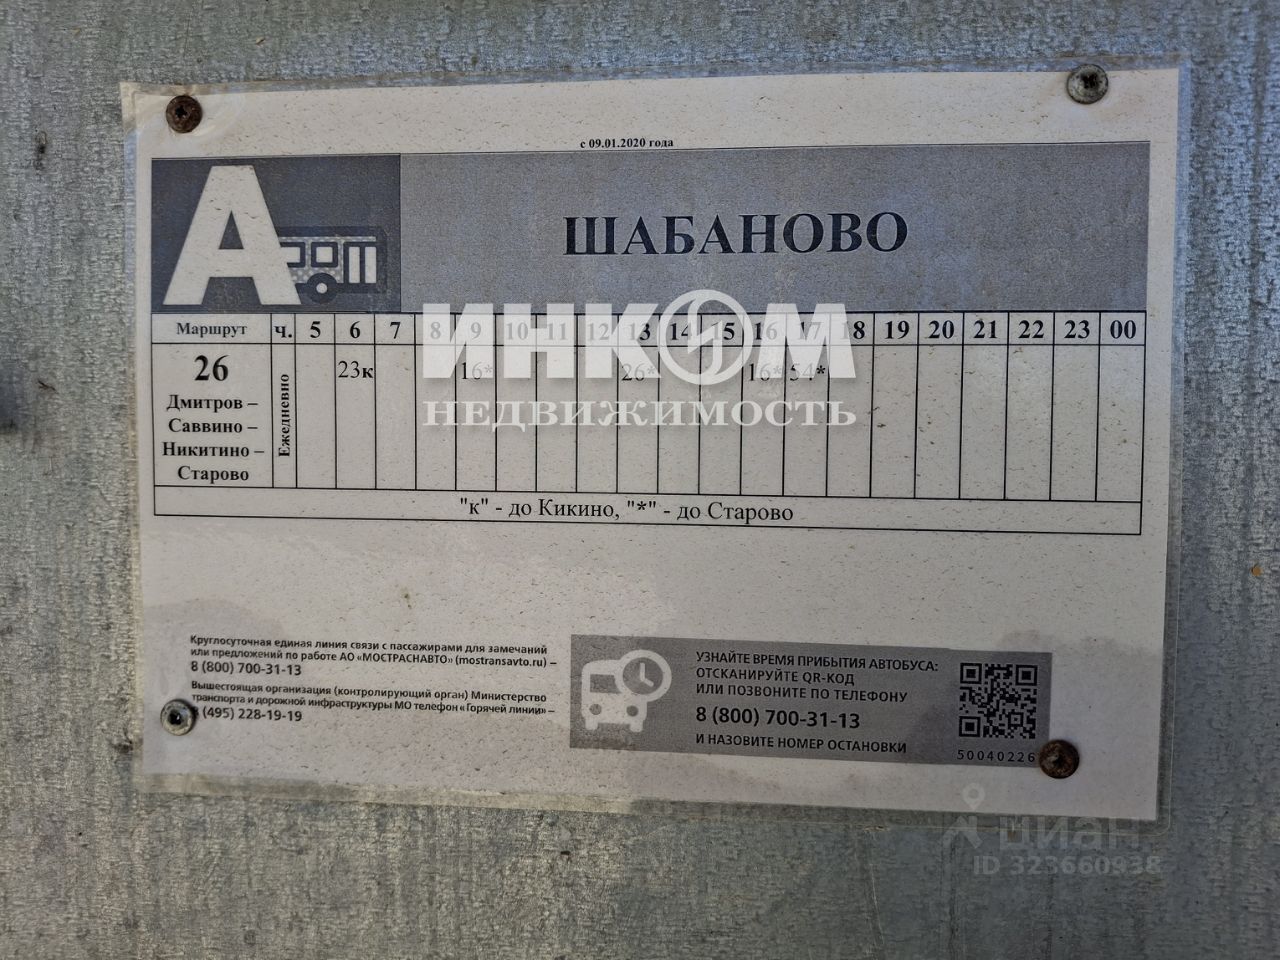 с 09.01.2020 года
А
ШАБАНОВО
Маршрут ч. 5 6 7 8 9 10 11 12 13 14 15 16 17 18 19 20 21 22 23 00
26
Дмитров –
Саввино –
Никитино –
Старово
Ежедневно
23к 16* 26* 16* 54*
"к" - до Кикино, "*" - до Старово
ИНКОМ
НЕДВИЖИМОСТЬ
Круглосуточная единая линия связи с пассажирами для замечаний
или предложений по работе АО «МОСТРАСНАВТО» (mostransavto.ru) –
8 (800) 700-31-13
Вышестоящая организация (контролирующий орган) Министерство
транспорта и дорожной инфраструктуры МО телефон «Горячей линии» –
(495) 228-19-19
УЗНАЙТЕ ВРЕМЯ ПРИБЫТИЯ АВТОБУСА:
ОТСКАНИРУЙТЕ QR-КОД
ИЛИ ПОЗВОНИТЕ ПО ТЕЛЕФОНУ
8 (800) 700-31-13
И НАЗОВИТЕ НОМЕР ОСТАНОВКИ
50040226
циан
ID 323660938